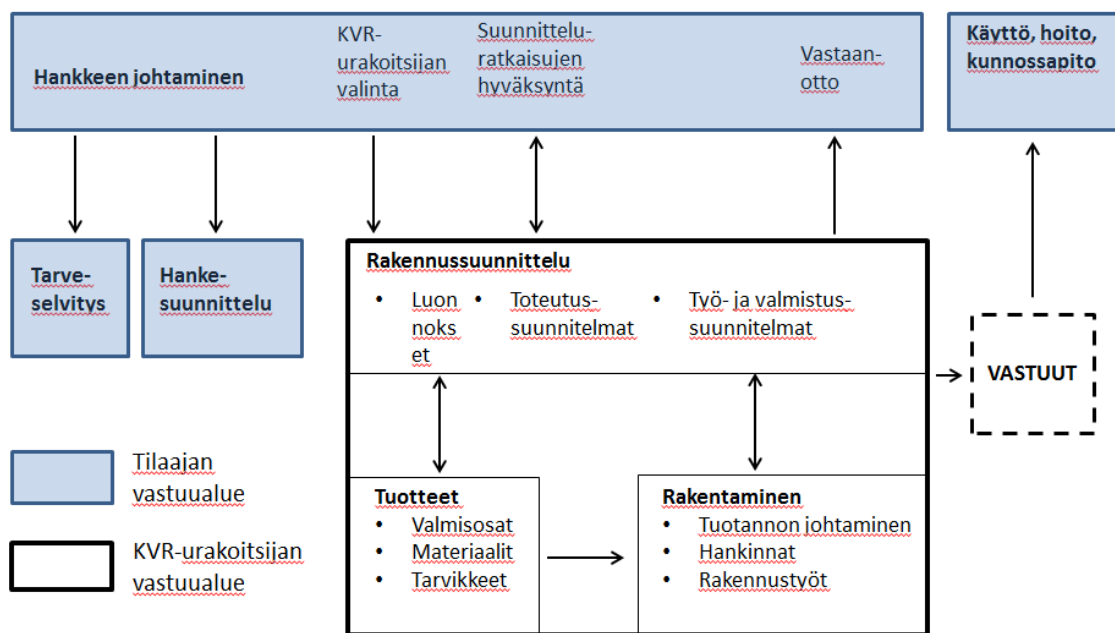 Hankkeen johtaminen
KVR-
urakoitsijan
valinta
Suunnittelu-
ratkaisujen
hyväksyntä
Vastaan-
otto
Käyttö, hoito,
kunnossapito
Tarve-
selvitys
Hanke-
suunnittelu
Rakennussuunnittelu
• Luon
noks
et
• Toteutus-
suunnitelmat
• Työ- ja valmistus-
suunnitelmat
VASTUUT
Tuotteet
• Valmisosat
• Materiaalit
• Tarvikkeet
Rakentaminen
• Tuotannon johtaminen
• Hankinnat
• Rakennustyöt
Tilaajan
vastuualue
KVR-urakoitsijan
vastuualue